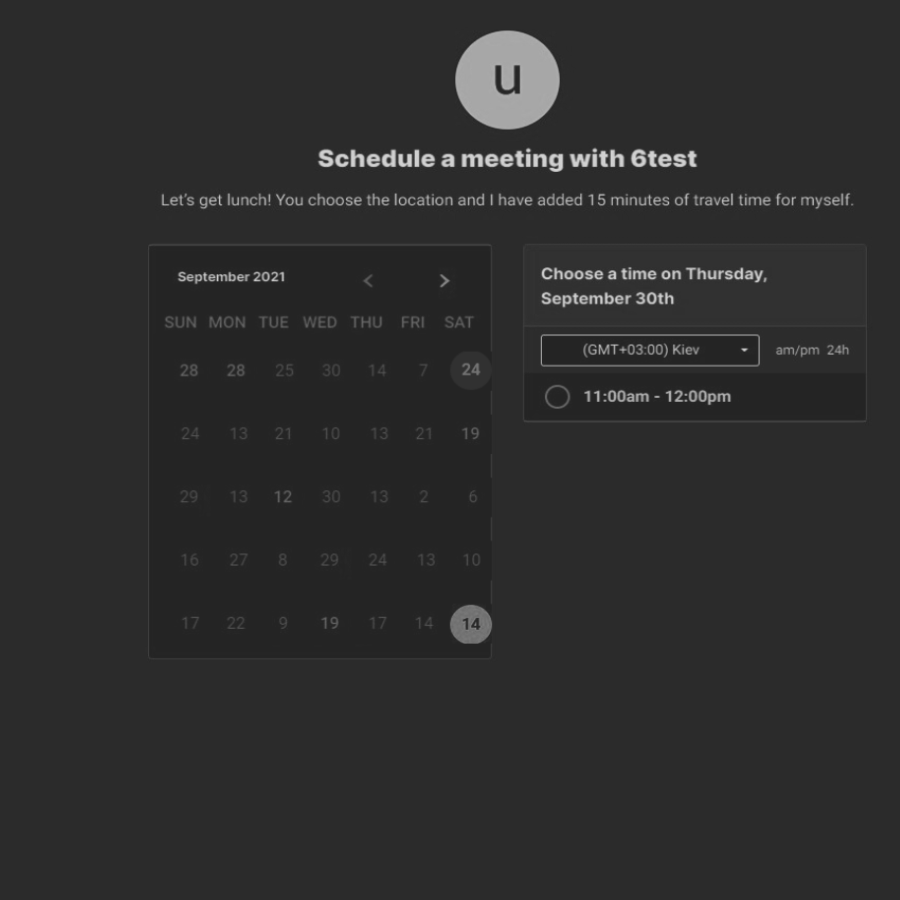 u
Schedule a meeting with 6test
Let's get lunch! You choose the location and I have added 15 minutes of travel time for myself.
September 2021 < >
SUN MON TUE WED THU FRI SAT
28 28 25 30 14 7 24
24 13 21 10 13 21 19
29 13 12 30 13 2 6
16 27 8 29 24 13 10
17 22 9 19 17 14 14
Choose a time on Thursday,
September 30th
(GMT+03:00) Kiev
am/pm 24h
11:00am - 12:00pm